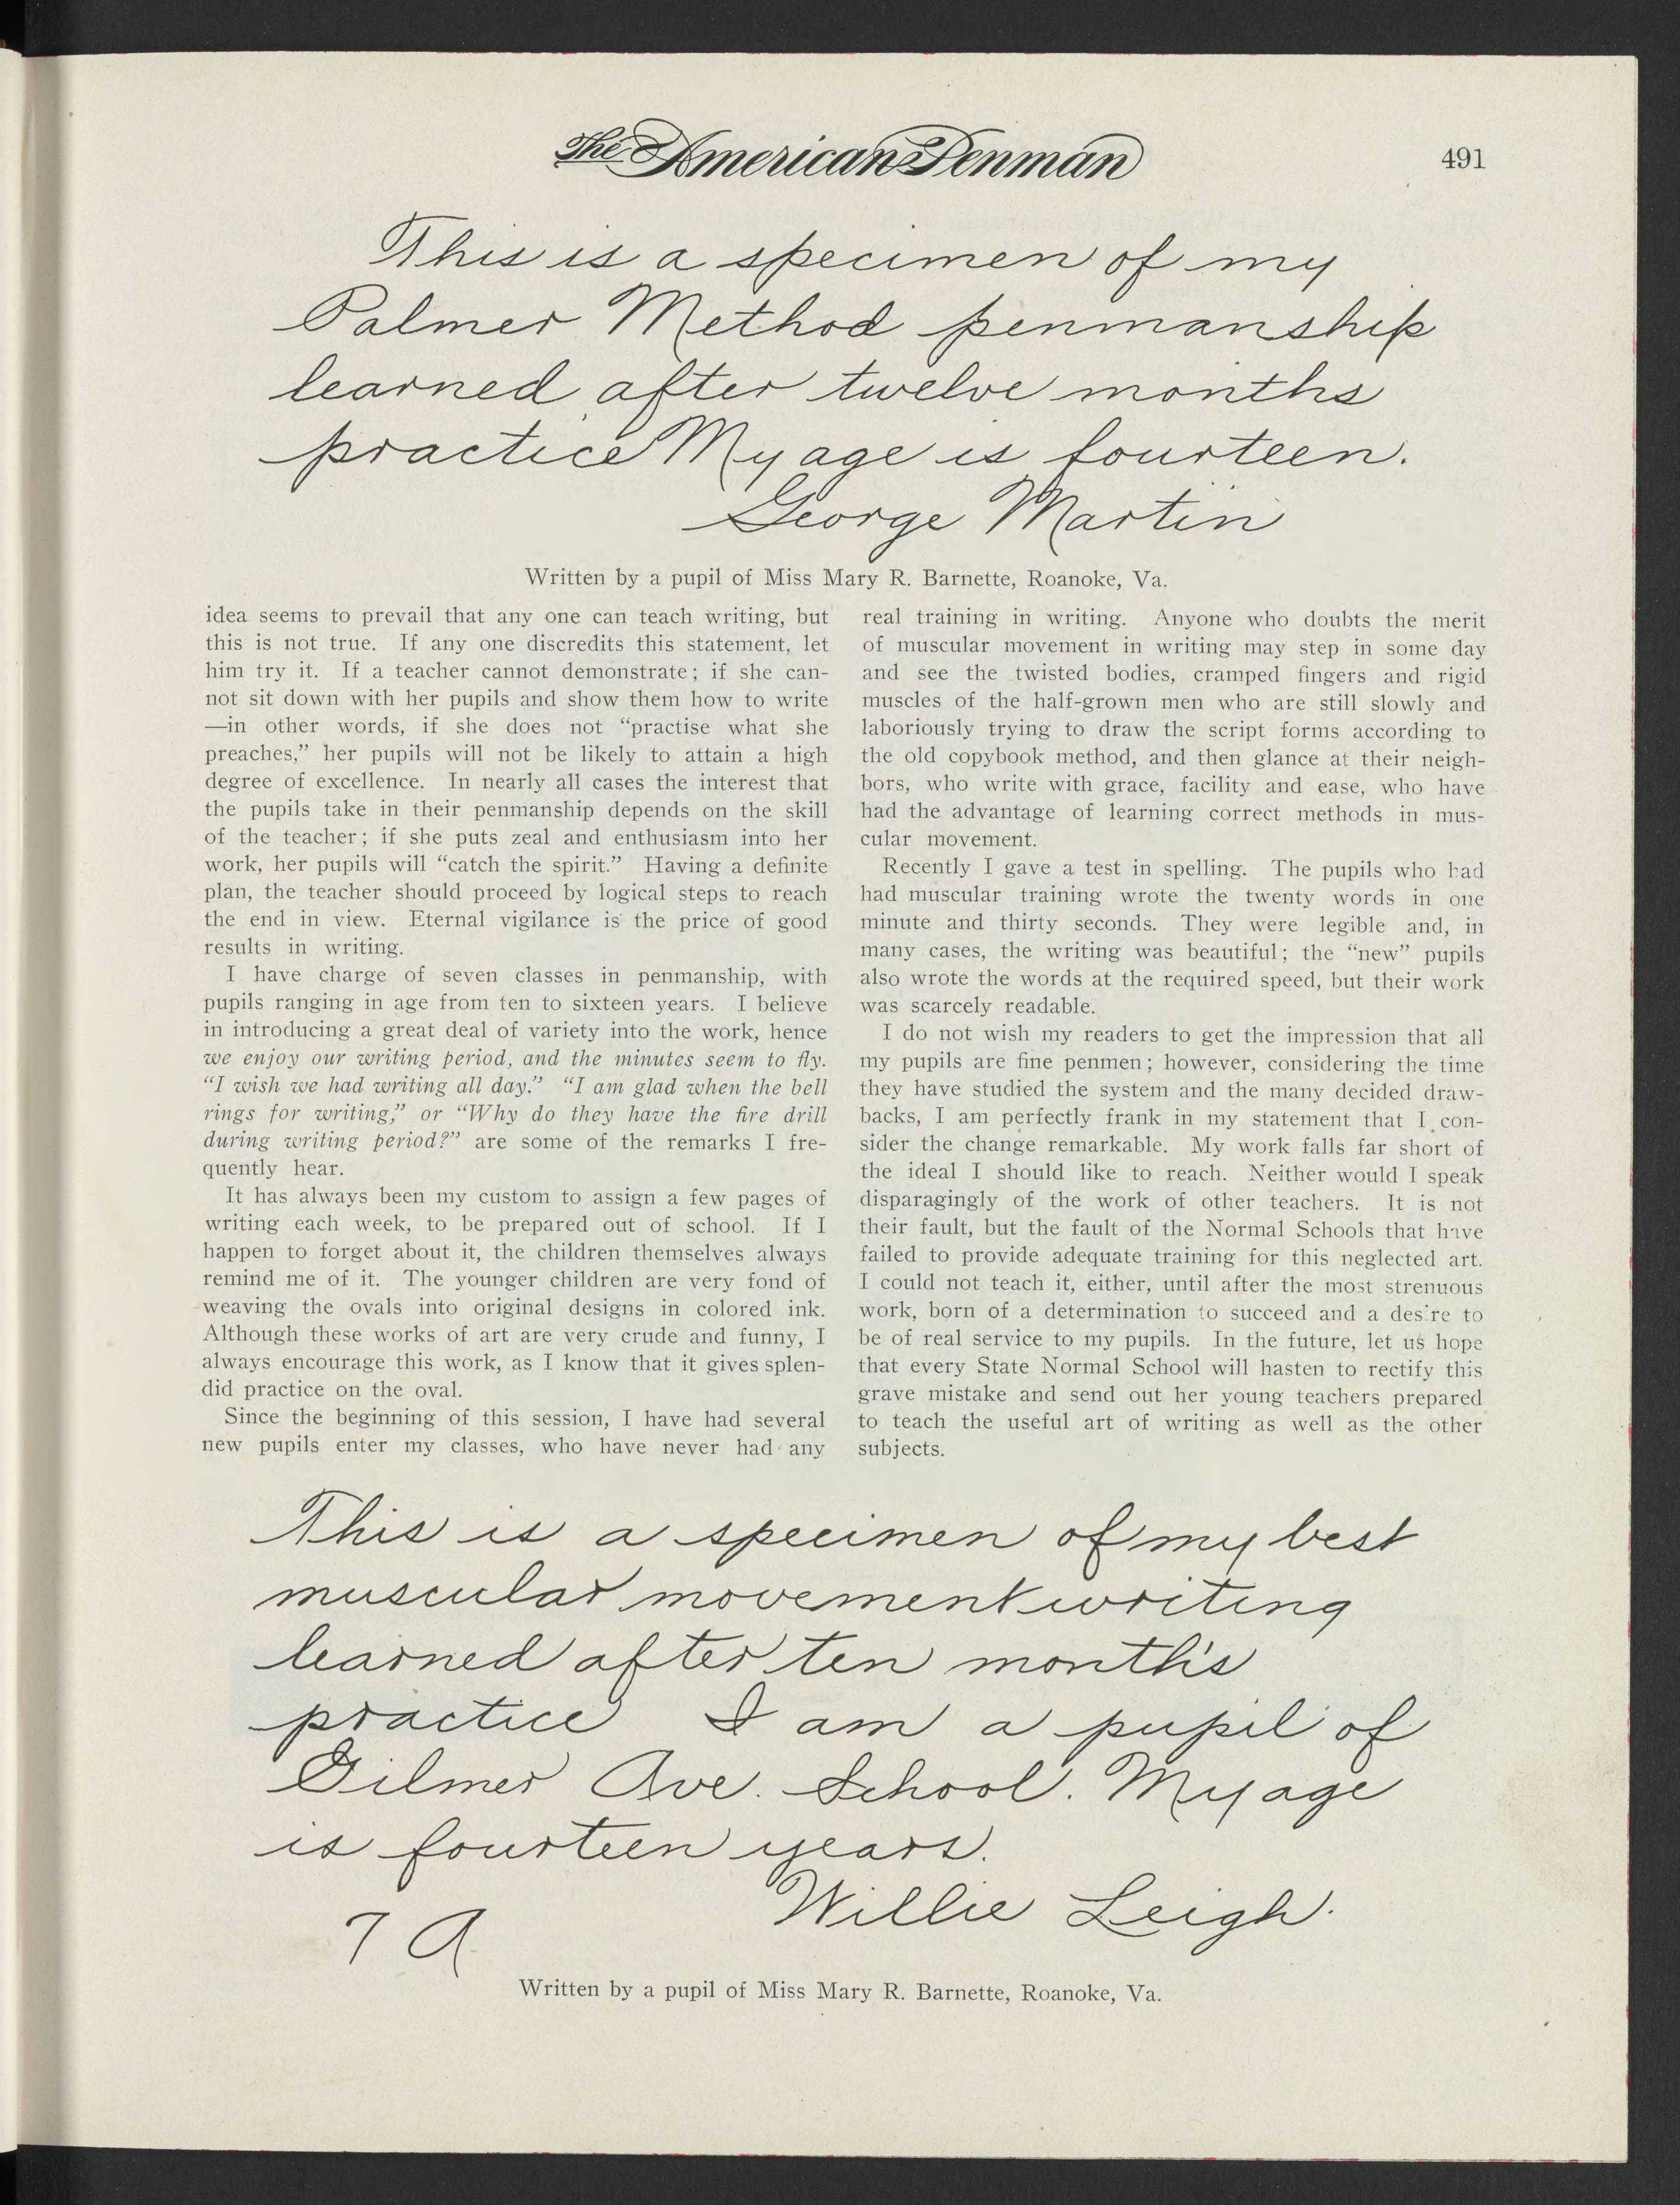 The American Penman
491
This is a specimen of my
Palmer Method penmanship
learned after twelve months
practice My age is fourteen.
George Martin
Written by a pupil of Miss Mary R. Barnette, Roanoke, Va.
idea seems to prevail that any one can teach writing, but
this is not true. If any one discredits this statement, let
him try it. If a teacher cannot demonstrate; if she can-
not sit down with her pupils and show them how to write
—in other words, if she does not “practise what she
preaches,” her pupils will not be likely to attain a high
degree of excellence. In nearly all cases the interest that
the pupils take in their penmanship depends on the skill
of the teacher; if she puts zeal and enthusiasm into her
work, her pupils will “catch the spirit.” Having a definite
plan, the teacher should proceed by logical steps to reach
the end in view. Eternal vigilance is the price of good
results in writing.
I have charge of seven classes in penmanship, with
pupils ranging in age from ten to sixteen years. I believe
in introducing a great deal of variety into the work, hence
we enjoy our writing period, and the minutes seem to fly.
“I wish we had writing all day.” “I am glad when the bell
rings for writing,” or “Why do they have the fire drill
during writing period?” are some of the remarks I fre-
quently hear.
It has always been my custom to assign a few pages of
writing each week, to be prepared out of school. If I
happen to forget about it, the children themselves always
remind me of it. The younger children are very fond of
weaving the ovals into original designs in colored ink.
Although these works of art are very crude and funny, I
always encourage this work, as I know that it gives splen-
did practice on the oval.
Since the beginning of this session, I have had several
new pupils enter my classes, who have never had any
real training in writing. Anyone who doubts the merit
of muscular movement in writing may step in some day
and see the twisted bodies, cramped fingers and rigid
muscles of the half-grown men who are still slowly and
laboriously trying to draw the script forms according to
the old copybook method, and then glance at their neigh-
bors, who write with grace, facility and ease, who have
had the advantage of learning correct methods in mus-
cular movement.
Recently I gave a test in spelling. The pupils who had
had muscular training wrote the twenty words in one
minute and thirty seconds. They were legible and, in
many cases, the writing was beautiful; the “new” pupils
also wrote the words at the required speed, but their work
was scarcely readable.
I do not wish my readers to get the impression that all
my pupils are fine penmen; however, considering the time
they have studied the system and the many decided draw-
backs, I am perfectly frank in my statement that I con-
sider the change remarkable. My work falls far short of
the ideal I should like to reach. Neither would I speak
disparagingly of the work of other teachers. It is not
their fault, but the fault of the Normal Schools that have
failed to provide adequate training for this neglected art.
I could not teach it, either, until after the most strenuous
work, born of a determination to succeed and a desire to
be of real service to my pupils. In the future, let us hope
that every State Normal School will hasten to rectify this
grave mistake and send out her young teachers prepared
to teach the useful art of writing as well as the other
subjects.
This is a specimen of my best
muscular movement writing
learned after ten month's
practice I am a pupil of
Gilmer Ave. School. My age
is fourteen years.
Willie Leigh.
7 A
Written by a pupil of Miss Mary R. Barnette, Roanoke, Va.